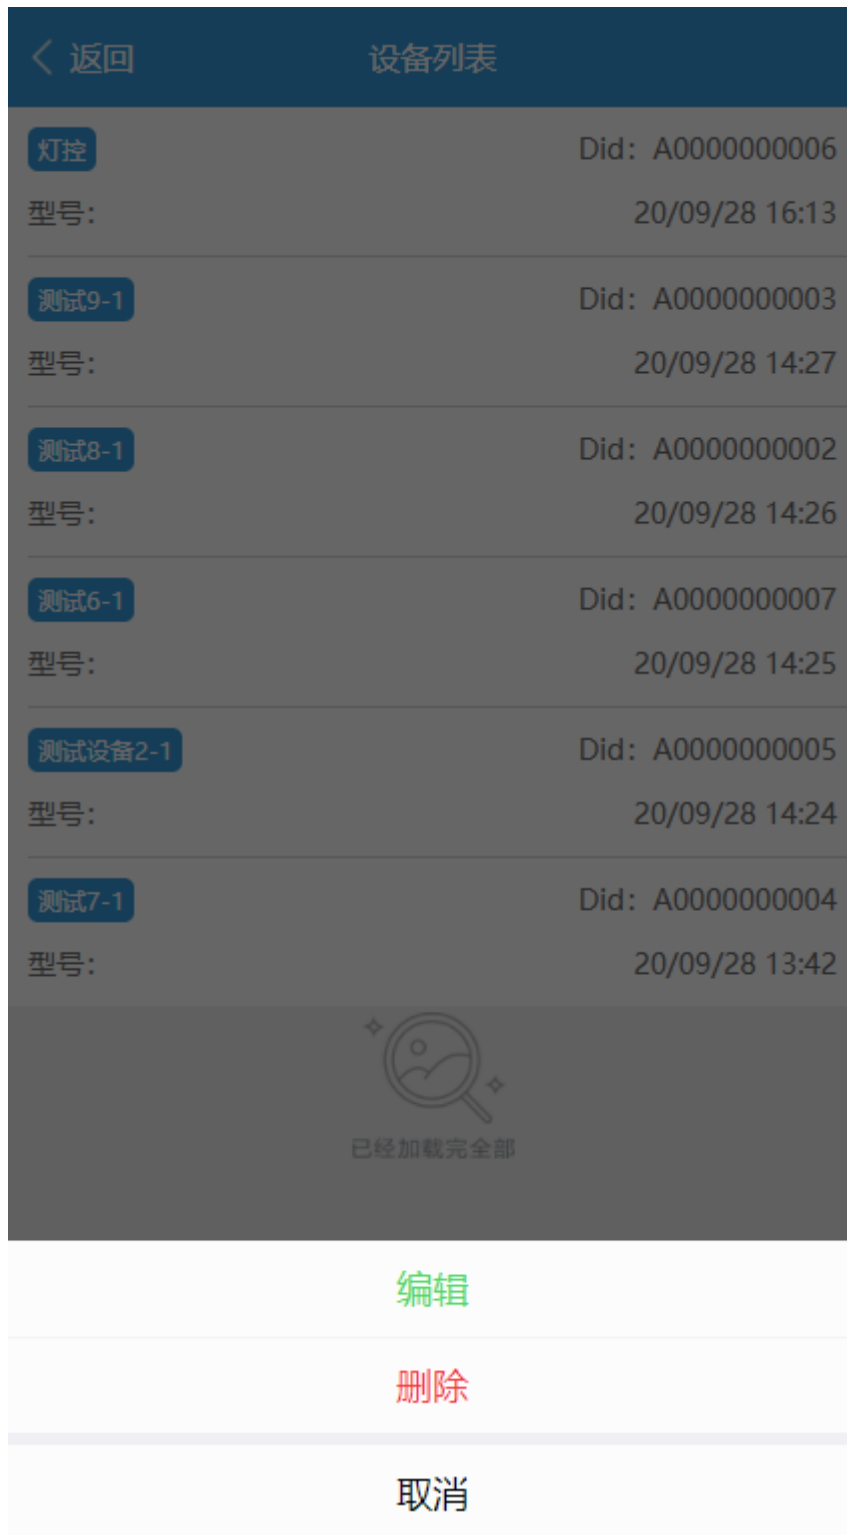 返回 设备列表
灯控 Did：A0000000006
型号： 20/09/28 16:13
测试9-1 Did：A0000000003
型号： 20/09/28 14:27
测试8-1 Did：A0000000002
型号： 20/09/28 14:26
测试6-1 Did：A0000000007
型号： 20/09/28 14:25
测试设备2-1 Did：A0000000005
型号： 20/09/28 14:24
测试7-1 Did：A0000000004
型号： 20/09/28 13:42
已经加载完全部
编辑
删除
取消